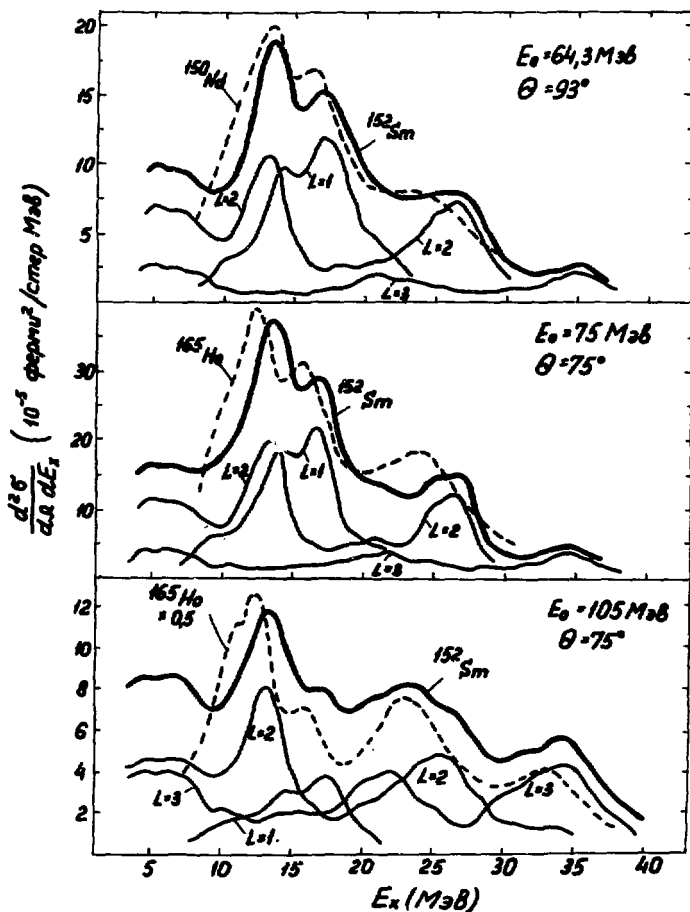 20
15
10
5
¹⁵⁰Nd
¹⁵²Sm
E₀=64,3 Мэв
Θ=93°
L=2
L=1
L=2
L=3
30
20
10
¹⁶⁵Ho
¹⁵²Sm
E₀=75 Мэв
Θ=75°
L=2
L=1
L=2
L=3
12
10
8
6
4
2
¹⁶⁵Ho
×0,5
¹⁵²Sm
E₀=105 Мэв
Θ=75°
L=2
L=3
L=1
L=2
L=3
5 10 15 20 25 30 35 40
Eₓ (Мэв)
d²σ/dΩ dEₓ (10⁻⁵ ферми²/стер Мэв)